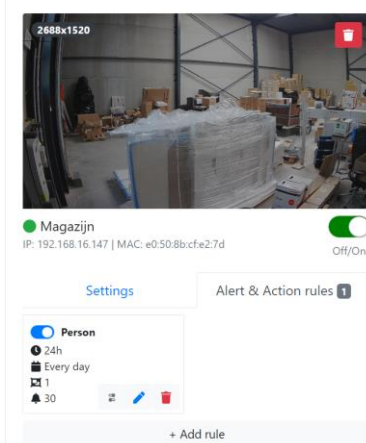 2688x1520
Magazijn
IP: 192.168.16.147 | MAC: e0:50:8b:cf:e2:7d
Off/On
Settings
Alert & Action rules 1
Person
24h
Every day
1
30
+ Add rule